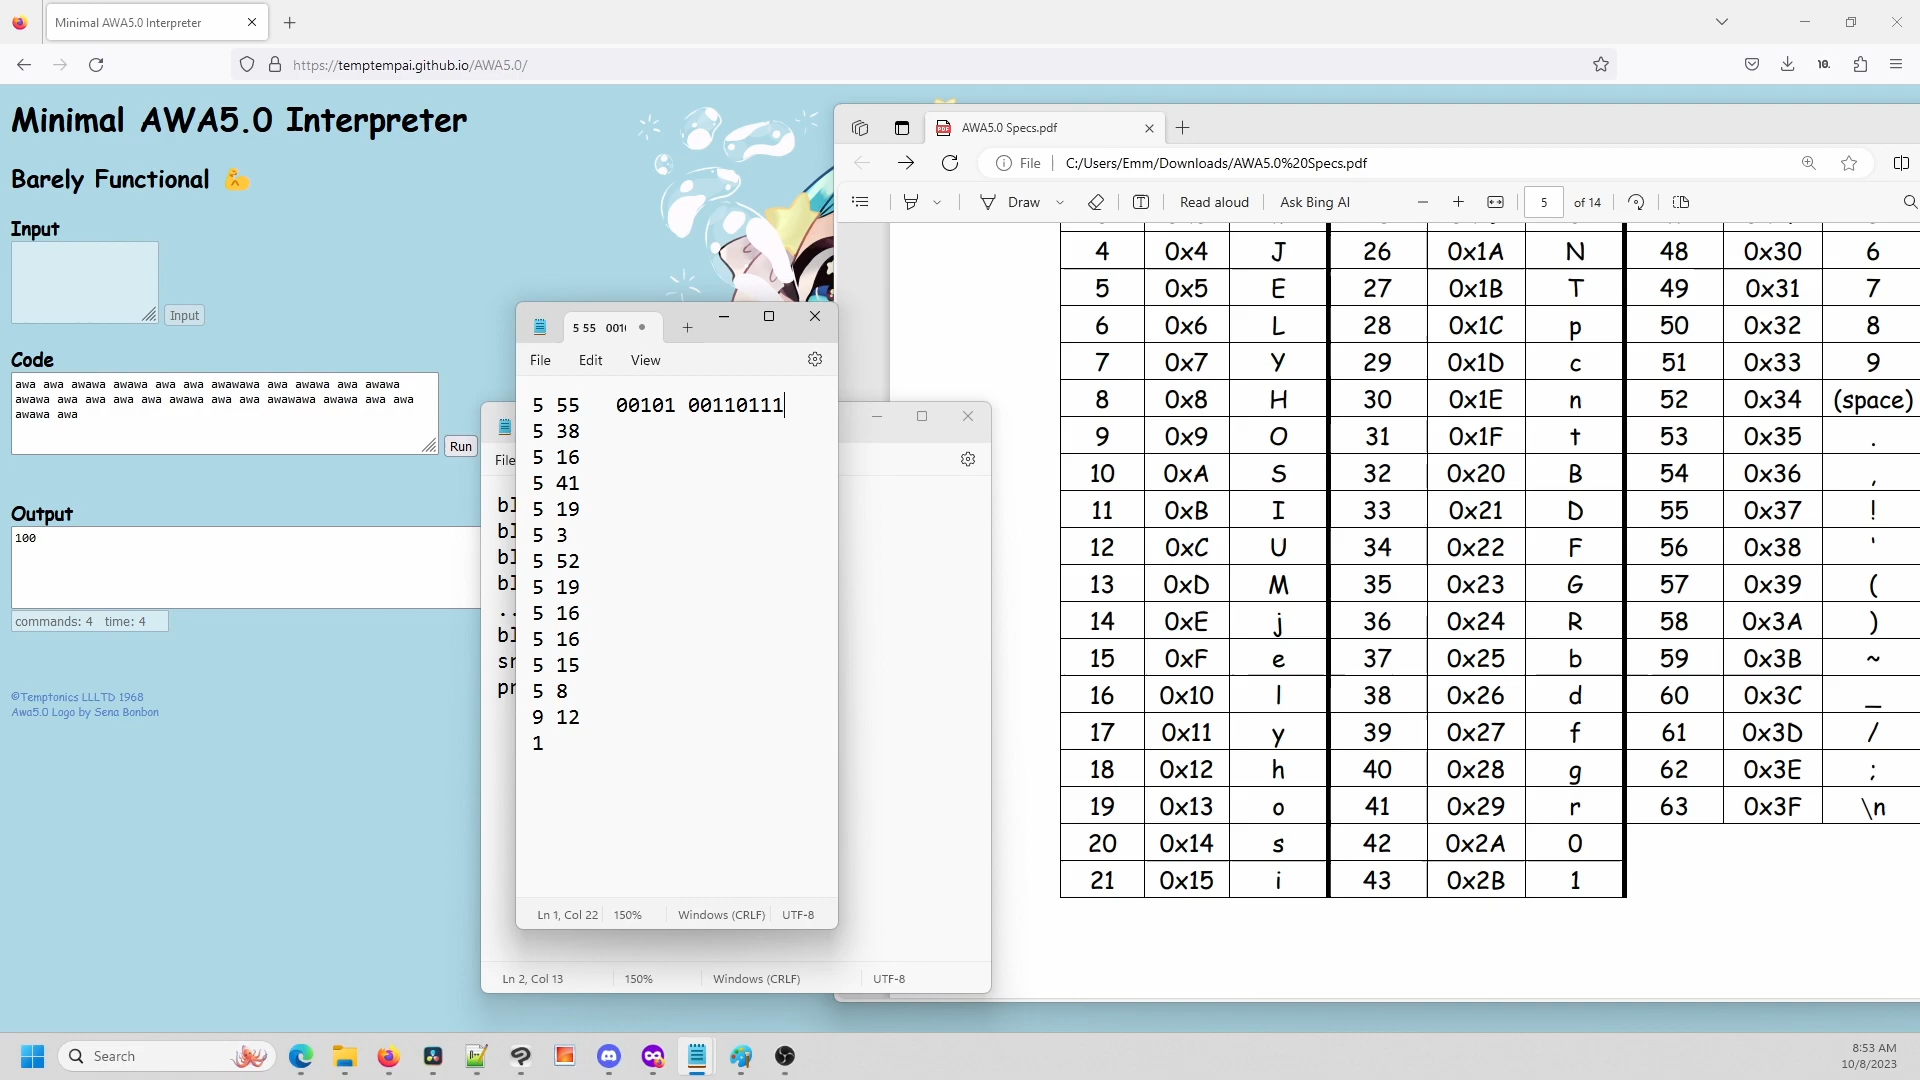 Minimal AWA5.0 Interpreter
https://temptempai.github.io/AWA5.0/
Minimal AWA5.0 Interpreter
Barely Functional 💪
Input
Input
Code
awa awa awawa awawa awa awa awawawa awa awawa awa awawa
awawa awa awa awa awa awawa awa awa awawawa awawa awa awa
awawa awa
Run
Output
100
commands: 4 time: 4
©Temptonics LLLTD 1968
Awa5.0 Logo by Sena Bonbon
File
bl
bl
bl
bl
..
bl
sr
pr
Ln 2, Col 13
150%
Windows (CRLF)
UTF-8
5 55 001
File Edit View
5 55 00101 00110111
5 38
5 16
5 41
5 19
5 3
5 52
5 19
5 16
5 16
5 15
5 8
9 12
1
Ln 1, Col 22
150%
Windows (CRLF)
UTF-8
AWA5.0 Specs.pdf
File C:/Users/Emm/Downloads/AWA5.0%20Specs.pdf
Draw Read aloud Ask Bing AI 5 of 14
4 0x4 J 26 0x1A N 48 0x30 6
5 0x5 E 27 0x1B T 49 0x31 7
6 0x6 L 28 0x1C p 50 0x32 8
7 0x7 Y 29 0x1D c 51 0x33 9
8 0x8 H 30 0x1E n 52 0x34 (space)
9 0x9 O 31 0x1F t 53 0x35 .
10 0xA S 32 0x20 B 54 0x36 ,
11 0xB I 33 0x21 D 55 0x37 !
12 0xC U 34 0x22 F 56 0x38 '
13 0xD M 35 0x23 G 57 0x39 (
14 0xE j 36 0x24 R 58 0x3A )
15 0xF e 37 0x25 b 59 0x3B ~
16 0x10 l 38 0x26 d 60 0x3C _
17 0x11 y 39 0x27 f 61 0x3D /
18 0x12 h 40 0x28 g 62 0x3E ;
19 0x13 o 41 0x29 r 63 0x3F \n
20 0x14 s 42 0x2A 0
21 0x15 i 43 0x2B 1
Search
8:53 AM
10/8/2023